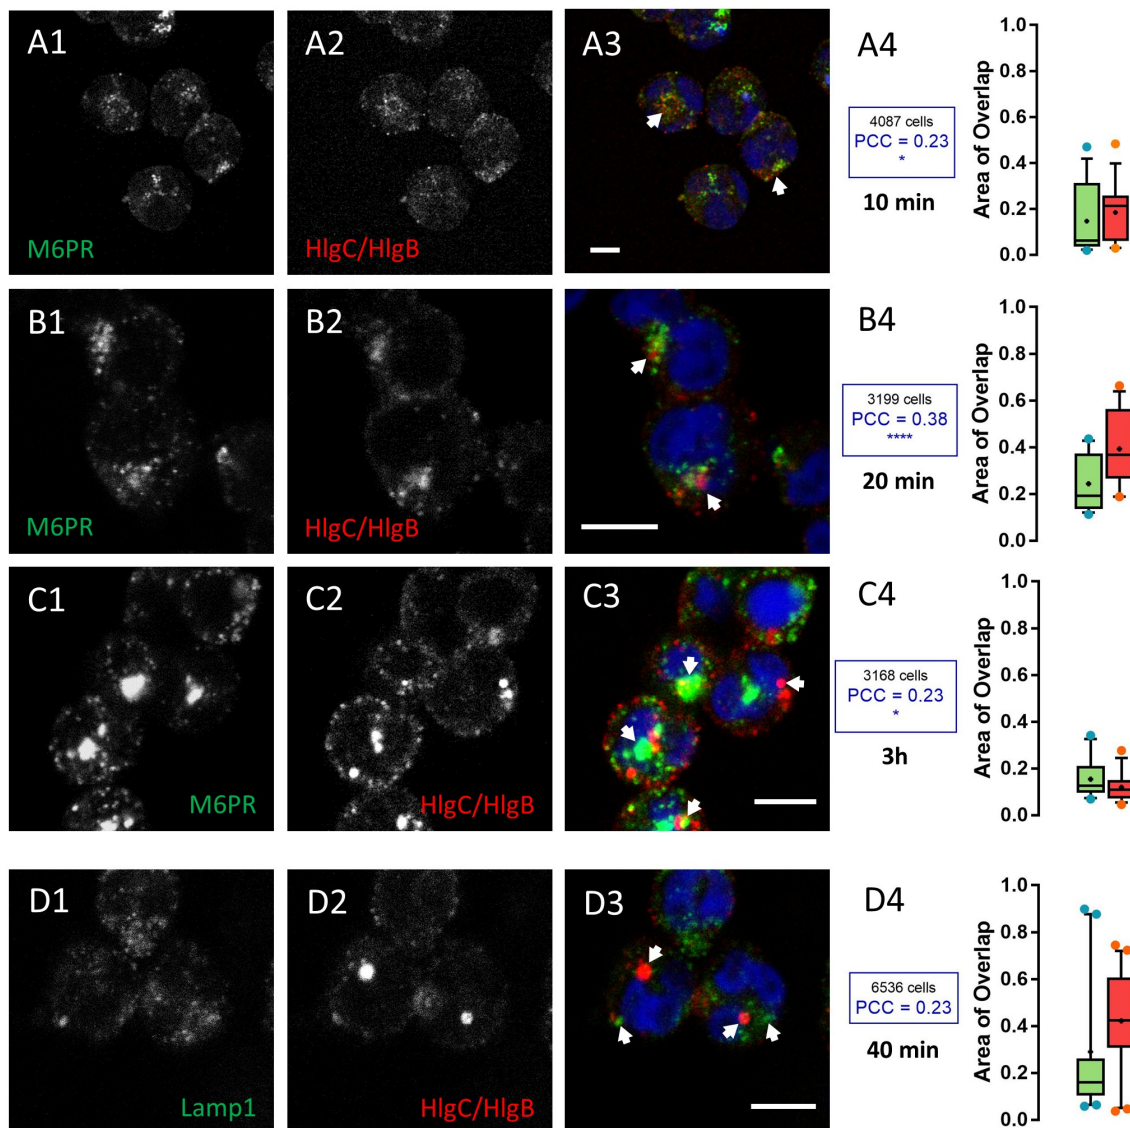 A1
M6PR
A2
HlgC/HlgB
A3
A4
4087 cells
PCC = 0.23
*
10 min
Area of Overlap
1.0
0.8
0.6
0.4
0.2
0.0
B1
M6PR
B2
HlgC/HlgB
B3
B4
3199 cells
PCC = 0.38
****
20 min
Area of Overlap
1.0
0.8
0.6
0.4
0.2
0.0
C1
M6PR
C2
HlgC/HlgB
C3
C4
3168 cells
PCC = 0.23
*
3h
Area of Overlap
1.0
0.8
0.6
0.4
0.2
0.0
D1
Lamp1
D2
HlgC/HlgB
D3
D4
6536 cells
PCC = 0.23
40 min
Area of Overlap
1.0
0.8
0.6
0.4
0.2
0.0